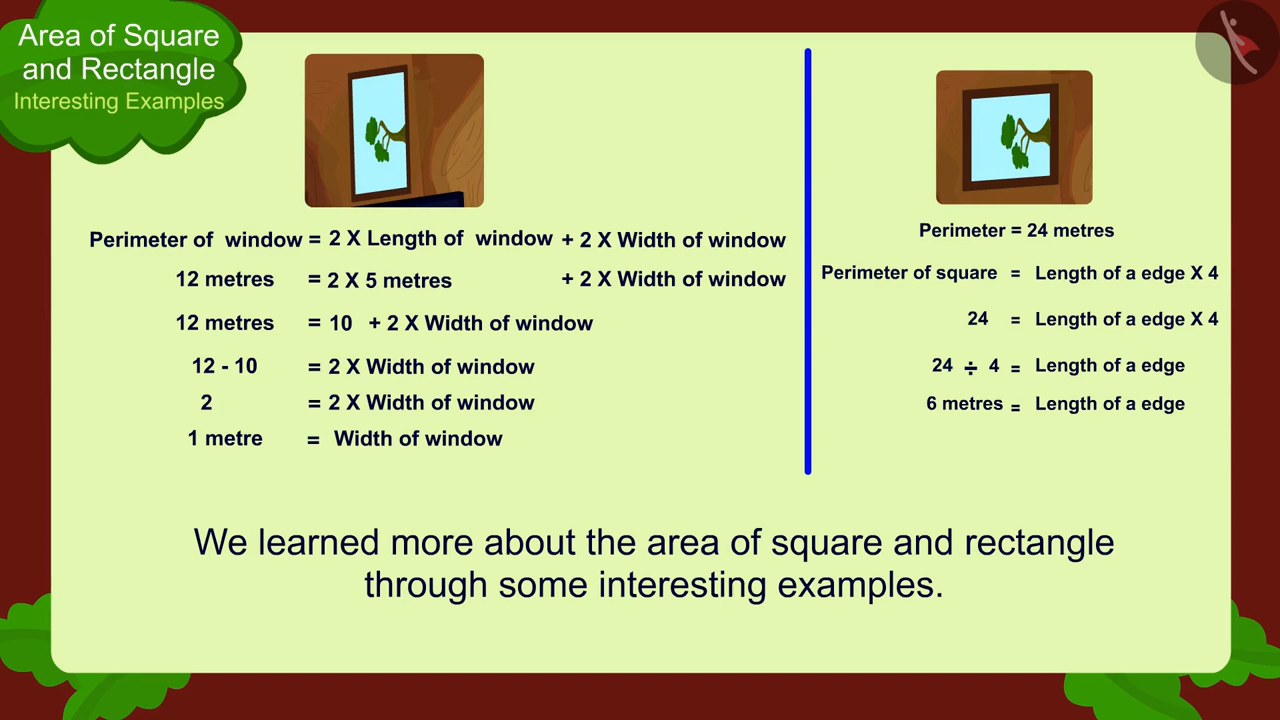 Area of Square
and Rectangle
Interesting Examples
Perimeter of window = 2 X Length of window + 2 X Width of window
12 metres = 2 X 5 metres + 2 X Width of window
12 metres = 10 + 2 X Width of window
12 - 10 = 2 X Width of window
2 = 2 X Width of window
1 metre = Width of window
Perimeter = 24 metres
Perimeter of square = Length of a edge X 4
24 = Length of a edge X 4
24 ÷ 4 = Length of a edge
6 metres = Length of a edge
We learned more about the area of square and rectangle
through some interesting examples.